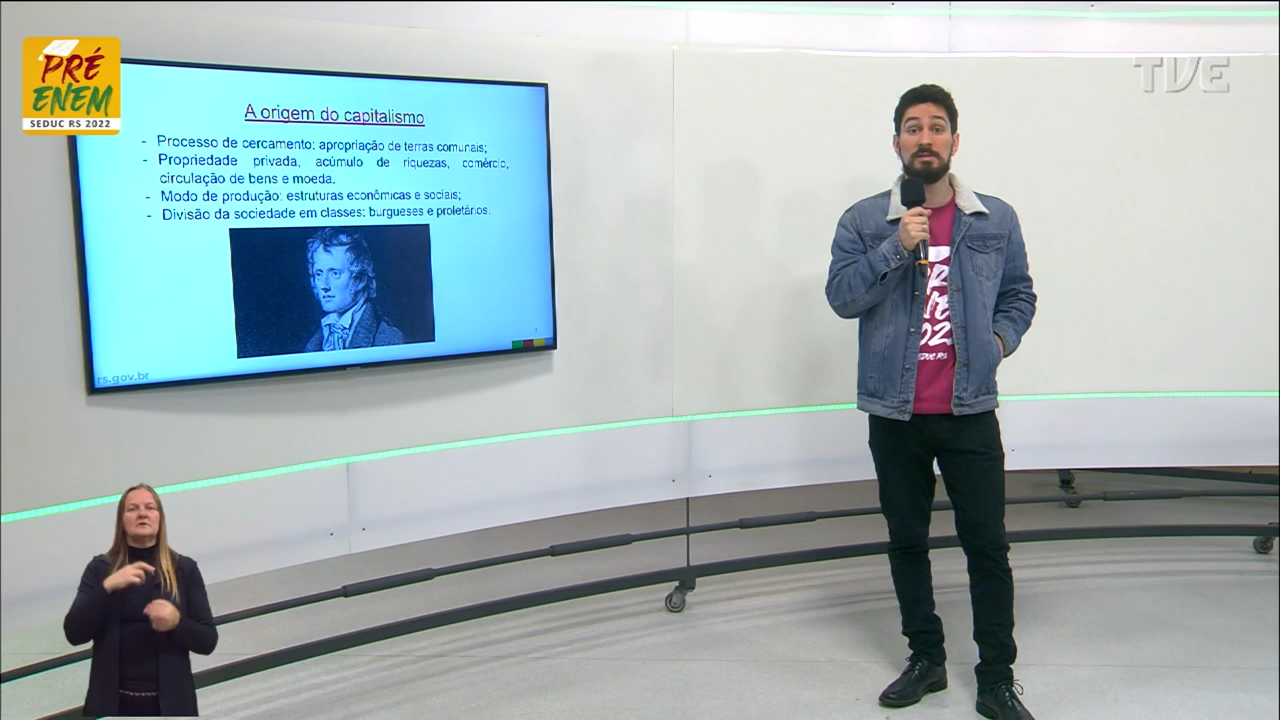 PRÉ
ENEM
SEDUC RS 2022
TVE
A origem do capitalismo
- Processo de cercamento: apropriação de terras comunais;
- Propriedade privada, acúmulo de riquezas, comércio,
circulação de bens e moeda.
- Modo de produção: estruturas econômicas e sociais;
- Divisão da sociedade em classes: burgueses e proletários.
7
rs.gov.br